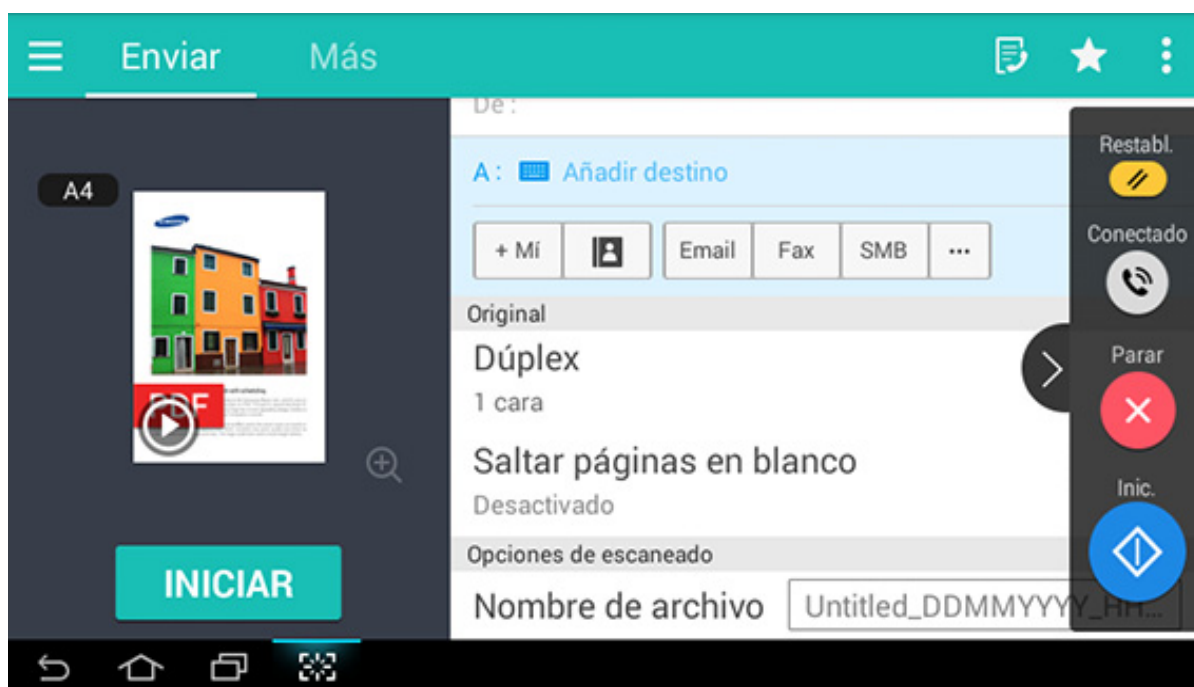 Enviar
Más
De :
A4
A : Añadir destino
+ Mí
Email
Fax
SMB
...
Original
Dúplex
1 cara
Saltar páginas en blanco
Desactivado
Opciones de escaneado
Nombre de archivo
Untitled_DDMMYYYY_HH...
SAMSUNG
PDF
INICIAR
Restabl.
Conectado
Parar
Inic.